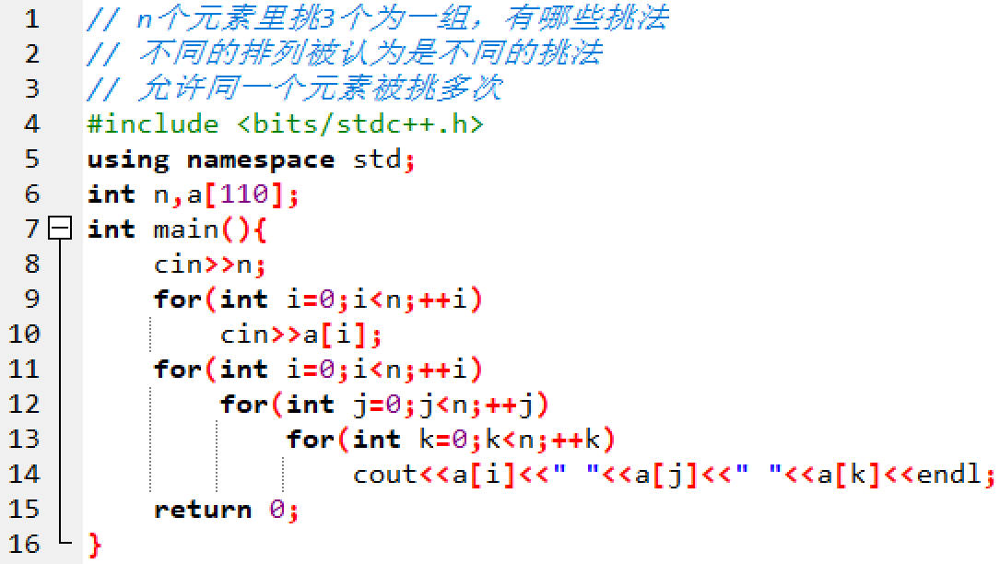 1 // n个元素里挑3个为一组，有哪些挑法
2 // 不同的排列被认为是不同的挑法
3 // 允许同一个元素被挑多次
4 #include <bits/stdc++.h>
5 using namespace std;
6 int n,a[110];
7 int main(){
8 cin>>n;
9 for(int i=0;i<n;++i)
10 cin>>a[i];
11 for(int i=0;i<n;++i)
12 for(int j=0;j<n;++j)
13 for(int k=0;k<n;++k)
14 cout<<a[i]<<" "<<a[j]<<" "<<a[k]<<endl;
15 return 0;
16 }